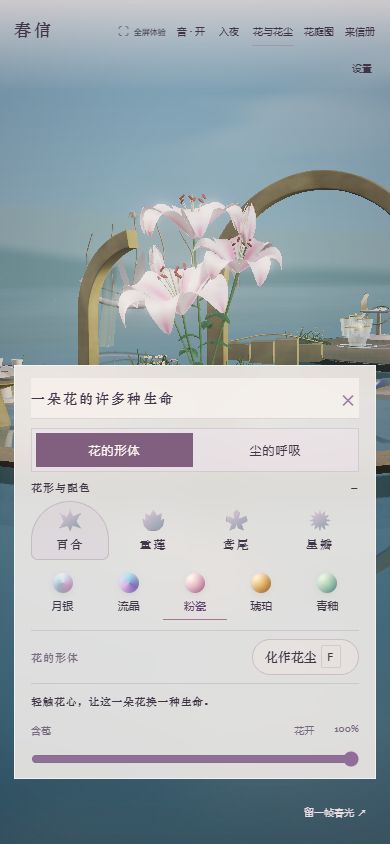 春信
全屏体验 音·开 入夜 花与花尘 花庭图 来信册
设置
一朵花的许多种生命 ×
花的形体 尘的呼吸
花形与配色 −
百合 重莲 鸢尾 星瓣
月银 流晶 粉瓷 琥珀 青釉
花的形体 化作花尘 F
轻触花心，让这一朵花换一种生命。
含苞 花开 100%
留一帧春光 ↗